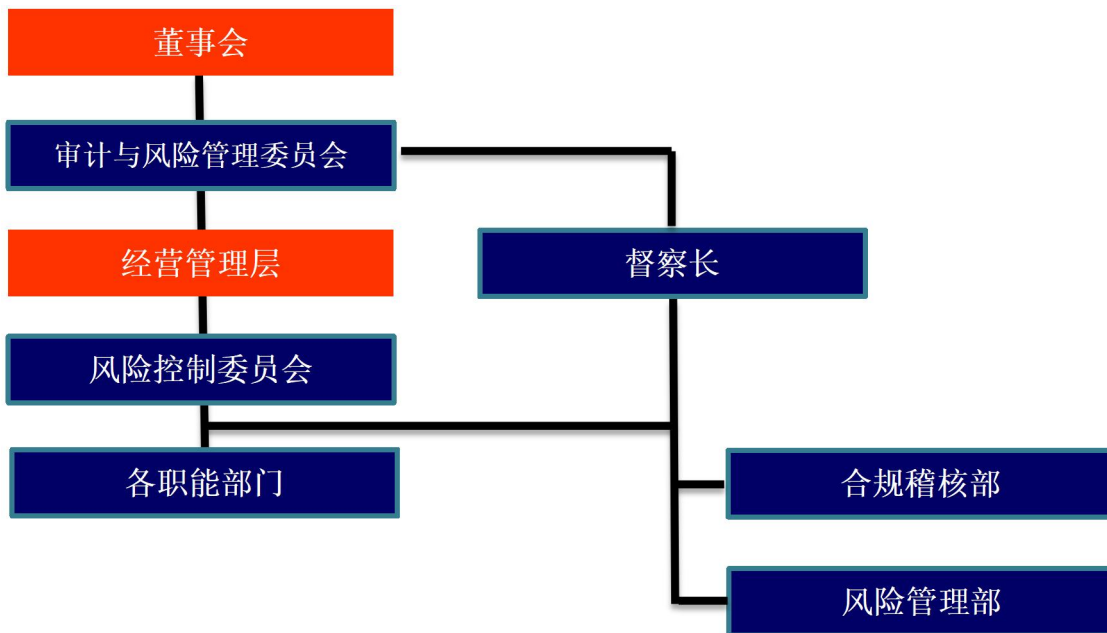 董事会
审计与风险管理委员会
经营管理层
督察长
风险控制委员会
各职能部门
合规稽核部
风险管理部